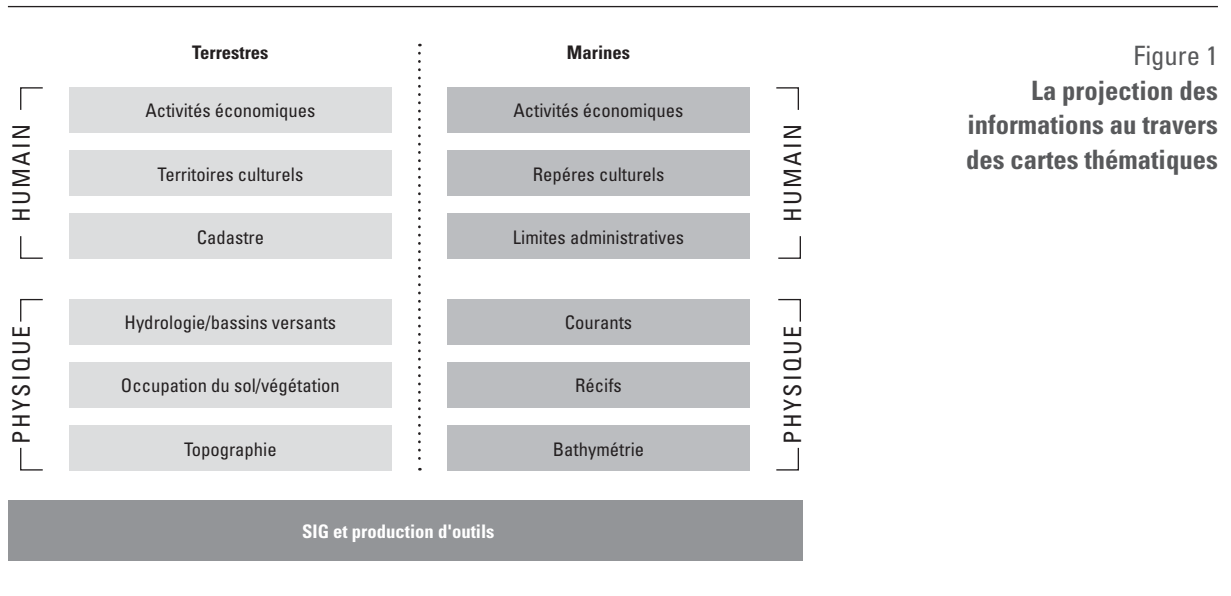 Terrestres
Marines
Figure 1
La projection des
informations au travers
des cartes thématiques
HUMAIN
Activités économiques
Activités économiques
HUMAIN
Territoires culturels
Repéres culturels
Cadastre
Limites administratives
PHYSIQUE
Hydrologie/bassins versants
Courants
PHYSIQUE
Occupation du sol/végétation
Récifs
Topographie
Bathymétrie
SIG et production d'outils